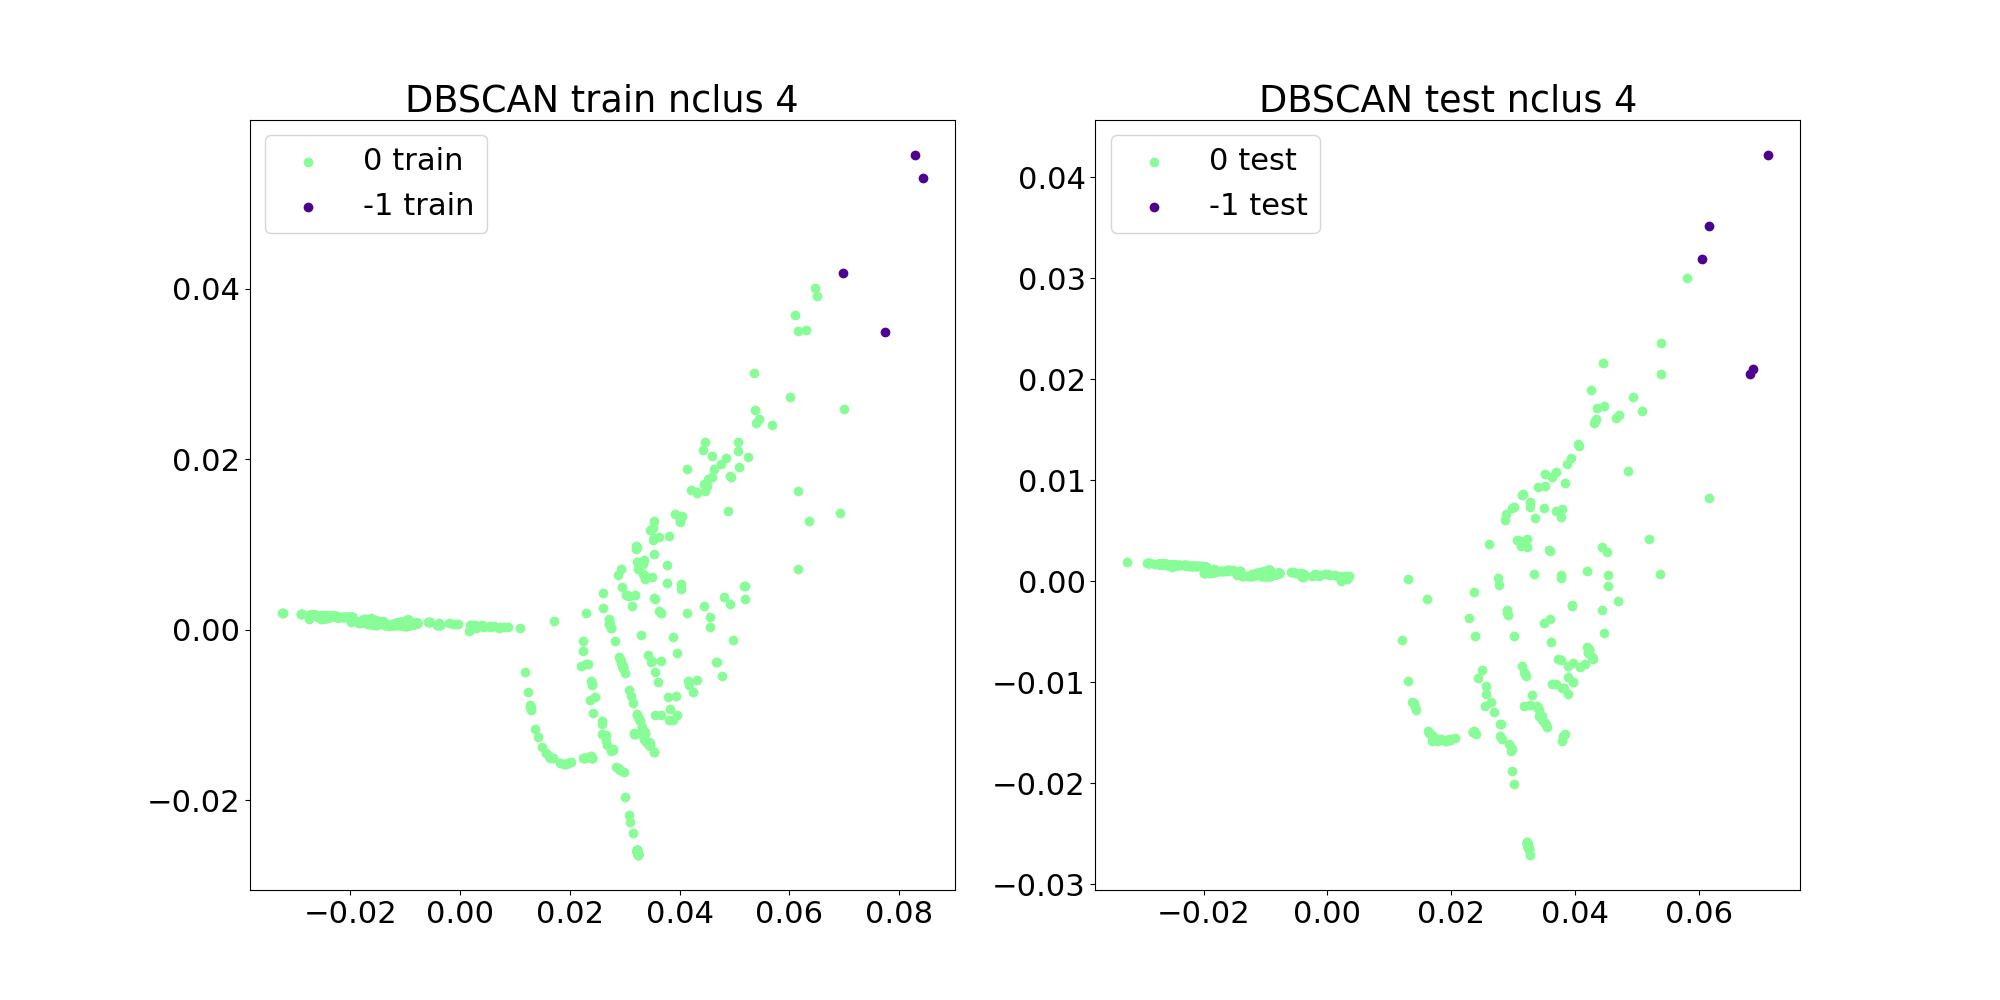 DBSCAN train nclus 4
0 train
-1 train
0.04
0.02
0.00
−0.02
−0.02 0.00 0.02 0.04 0.06 0.08
DBSCAN test nclus 4
0 test
-1 test
0.04
0.03
0.02
0.01
0.00
−0.01
−0.02
−0.03
−0.02 0.00 0.02 0.04 0.06